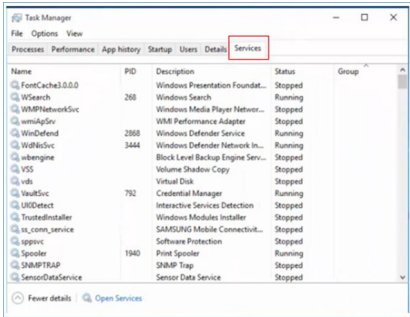 Task Manager
File Options View
Processes Performance App history Startup Users Details Services
Name PID Description Status Group
FontCache3.0.0.0 Windows Presentation Foundat... Stopped
WSearch 268 Windows Search Running
WMPNetworkSvc Windows Media Player Networ... Stopped
wmiApSrv WMI Performance Adapter Stopped
WinDefend 2868 Windows Defender Service Running
WdNisSvc 3444 Windows Defender Network In... Running
wbengine Block Level Backup Engine Serv... Stopped
VSS Volume Shadow Copy Stopped
vds Virtual Disk Stopped
VaultSvc 792 Credential Manager Running
UI0Detect Interactive Services Detection Stopped
TrustedInstaller Windows Modules Installer Stopped
ss_conn_service SAMSUNG Mobile Connectivit... Stopped
sppsvc Software Protection Stopped
Spooler 1940 Print Spooler Running
SNMPTRAP SNMP Trap Stopped
SensorDataService Sensor Data Service Stopped
Fewer details Open Services